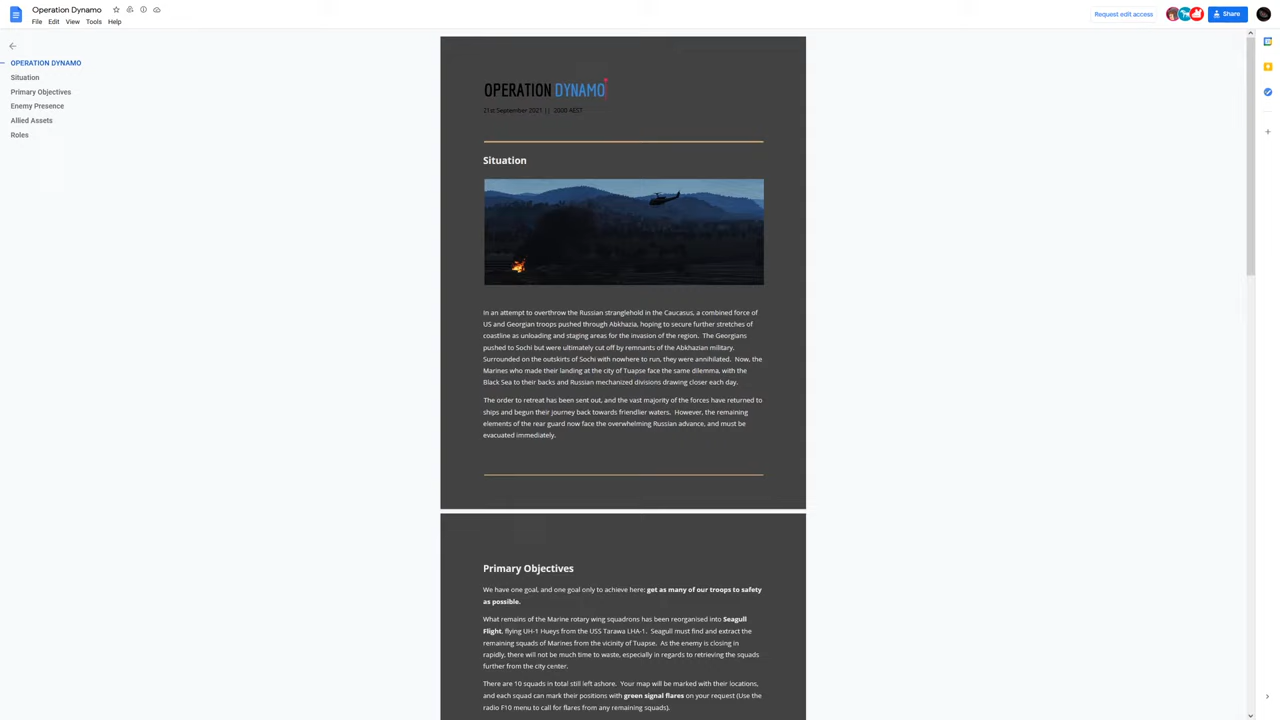 Operation Dynamo
File Edit View Tools Help
Request edit access
Share
OPERATION DYNAMO
Situation
Primary Objectives
Enemy Presence
Allied Assets
Roles
OPERATION DYNAMO
21st September 2021 || 2000 AEST
Situation
In an attempt to overthrow the Russian stranglehold in the Caucasus, a combined force of
US and Georgian troops pushed through Abkhazia, hoping to secure further stretches of
coastline as unloading and staging areas for the invasion of the region. The Georgians
pushed to Sochi but were ultimately cut off by remnants of the Abkhazian military.
Surrounded on the outskirts of Sochi with nowhere to run, they were annihilated. Now, the
Marines who made their landing at the city of Tuapse face the same dilemma, with the
Black Sea to their backs and Russian mechanized divisions drawing closer each day.
The order to retreat has been sent out, and the vast majority of the forces have returned to
ships and begun their journey back towards friendlier waters. However, the remaining
elements of the rear guard now face the overwhelming Russian advance, and must be
evacuated immediately.
Primary Objectives
We have one goal, and one goal only to achieve here: get as many of our troops to safety
as possible.
What remains of the Marine rotary wing squadrons has been reorganised into Seagull
Flight, flying UH-1 Hueys from the USS Tarawa LHA-1. Seagull must find and extract the
remaining squads of Marines from the vicinity of Tuapse. As the enemy is closing in
rapidly, there will not be much time to waste, especially in regards to retrieving the squads
further from the city center.
There are 10 squads in total still left ashore. Your map will be marked with their locations,
and each squad can mark their positions with green signal flares on your request (Use the
radio F10 menu to call for flares from any remaining squads).